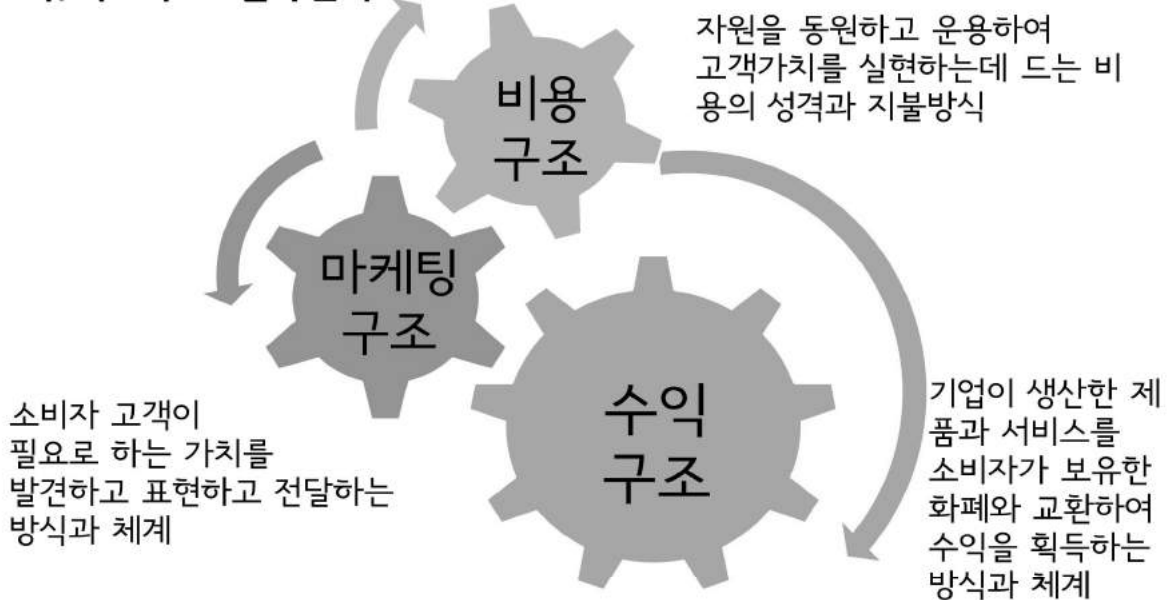 자원을 동원하고 운용하여
고객가치를 실현하는데 드는 비
용의 성격과 지불방식
비용
구조
마케팅
구조
소비자 고객이
필요로 하는 가치를
발견하고 표현하고 전달하는
방식과 체계
수익
구조
기업이 생산한 제
품과 서비스를
소비자가 보유한
화폐와 교환하여
수익을 획득하는
방식과 체계